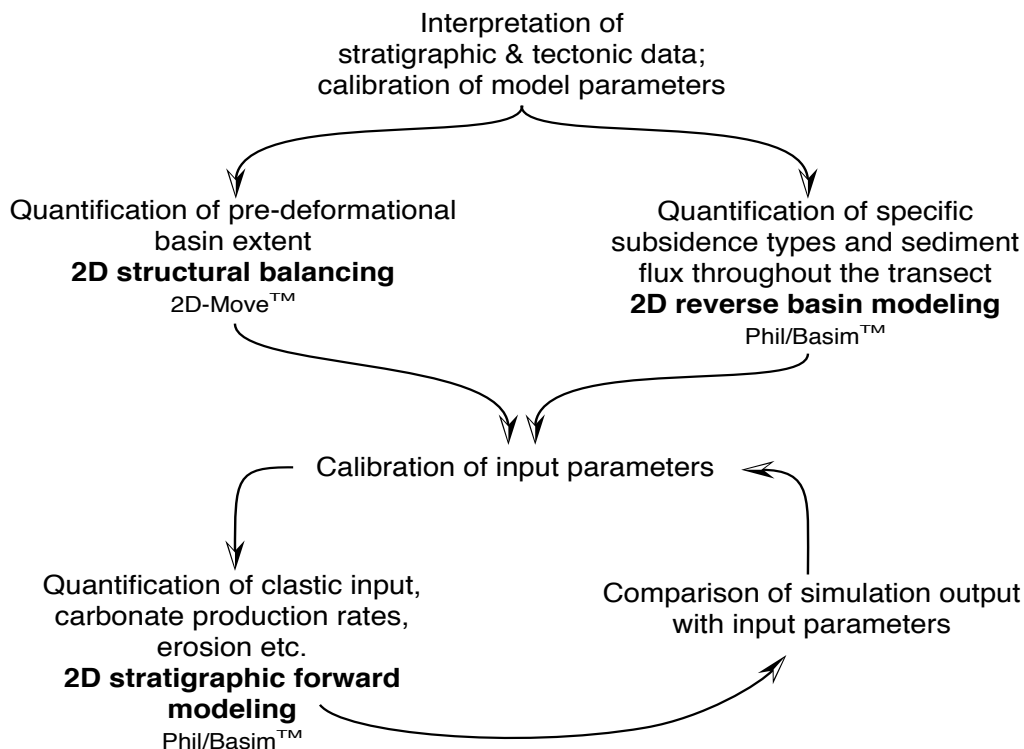 Interpretation of
stratigraphic & tectonic data;
calibration of model parameters
Quantification of pre-deformational
basin extent
2D structural balancing
2D-Move™
Quantification of specific
subsidence types and sediment
flux throughout the transect
2D reverse basin modeling
Phil/Basim™
Calibration of input parameters
Quantification of clastic input,
carbonate production rates,
erosion etc.
2D stratigraphic forward
modeling
Phil/Basim™
Comparison of simulation output
with input parameters